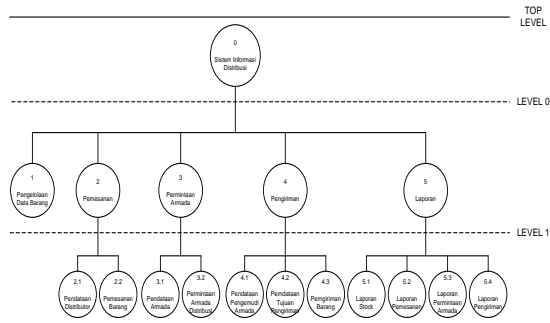 TOP
LEVEL
0
Sistem Informasi
Distribusi
LEVEL 0
1
Pengelolaan
Data Barang
2
Pemesanan
3
Permintaan
Armada
4
Pengiriman
5
Laporan
LEVEL 1
2.1
Pendataan
Distributor
2.2
Pemesanan
Barang
3.1
Pendataan
Armada
3.2
Permintaan
Armada
Distribusi
4.1
Pendataan
Pengemudi
Armada
4.2
Pemdataan
Tujuan
Pengiriman
4.3
Pemgiriman
Barang
5.1
Laporan
Stock
5.2
Laporan
Pemesanan
5.3
Laporan
Permintaan
Armada
5.4
Laporan
Pengiriman